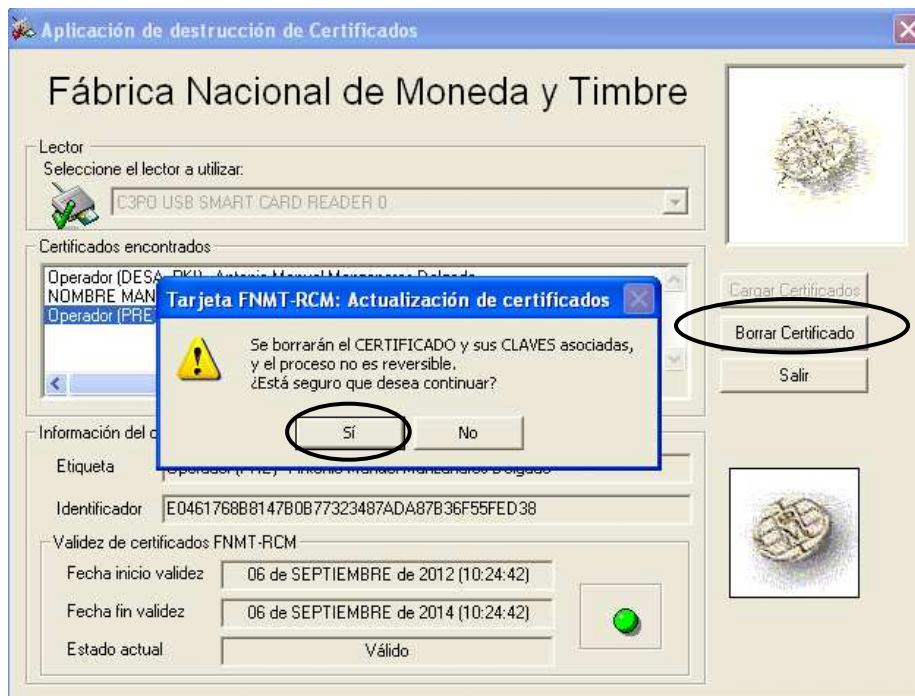 Aplicación de destrucción de Certificados
Fábrica Nacional de Moneda y Timbre
Lector
Seleccione el lector a utilizar:
C3PO USB SMART CARD READER 0
Certificados encontrados
Operador (DESA
NOMBRE MAN
Operador (PRE
Tarjeta FNMT-RCM: Actualización de certificados
Se borrarán el CERTIFICADO y sus CLAVES asociadas,
y el proceso no es reversible.
¿Está seguro que desea continuar?
Sí
No
Cargar Certificados
Borrar Certificado
Salir
Información del
Etiqueta
Identificador
E0461768B8147B0B77323487ADA87B36F55FED38
Validez de certificados FNMT-RCM
Fecha inicio validez
06 de SEPTIEMBRE de 2012 (10:24:42)
Fecha fin validez
06 de SEPTIEMBRE de 2014 (10:24:42)
Estado actual
Válido